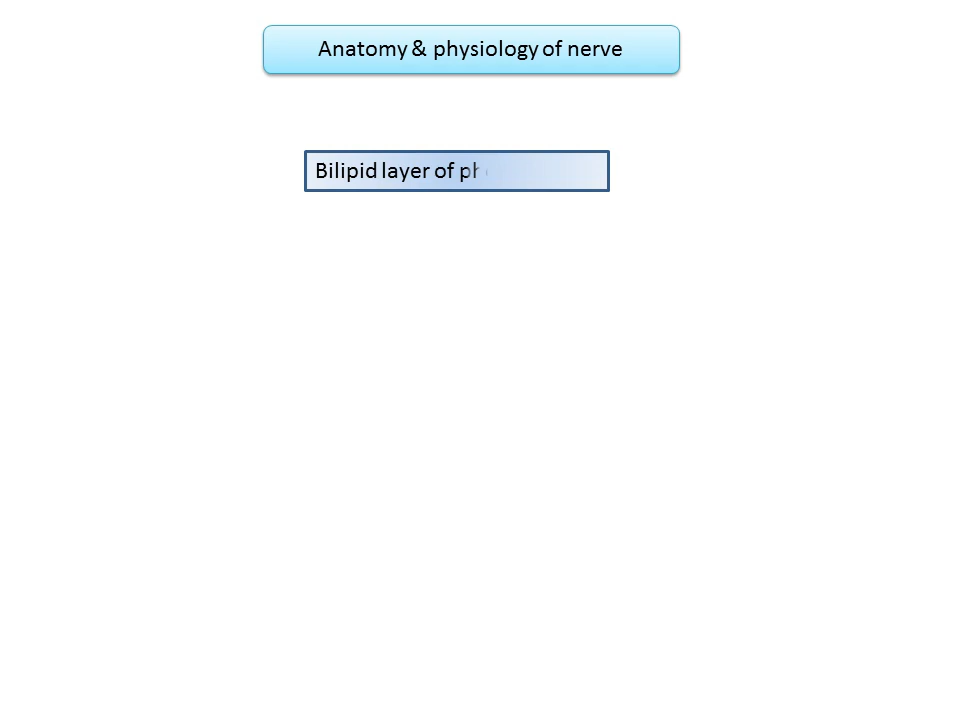 Anatomy & physiology of nerve
Bilipid layer of